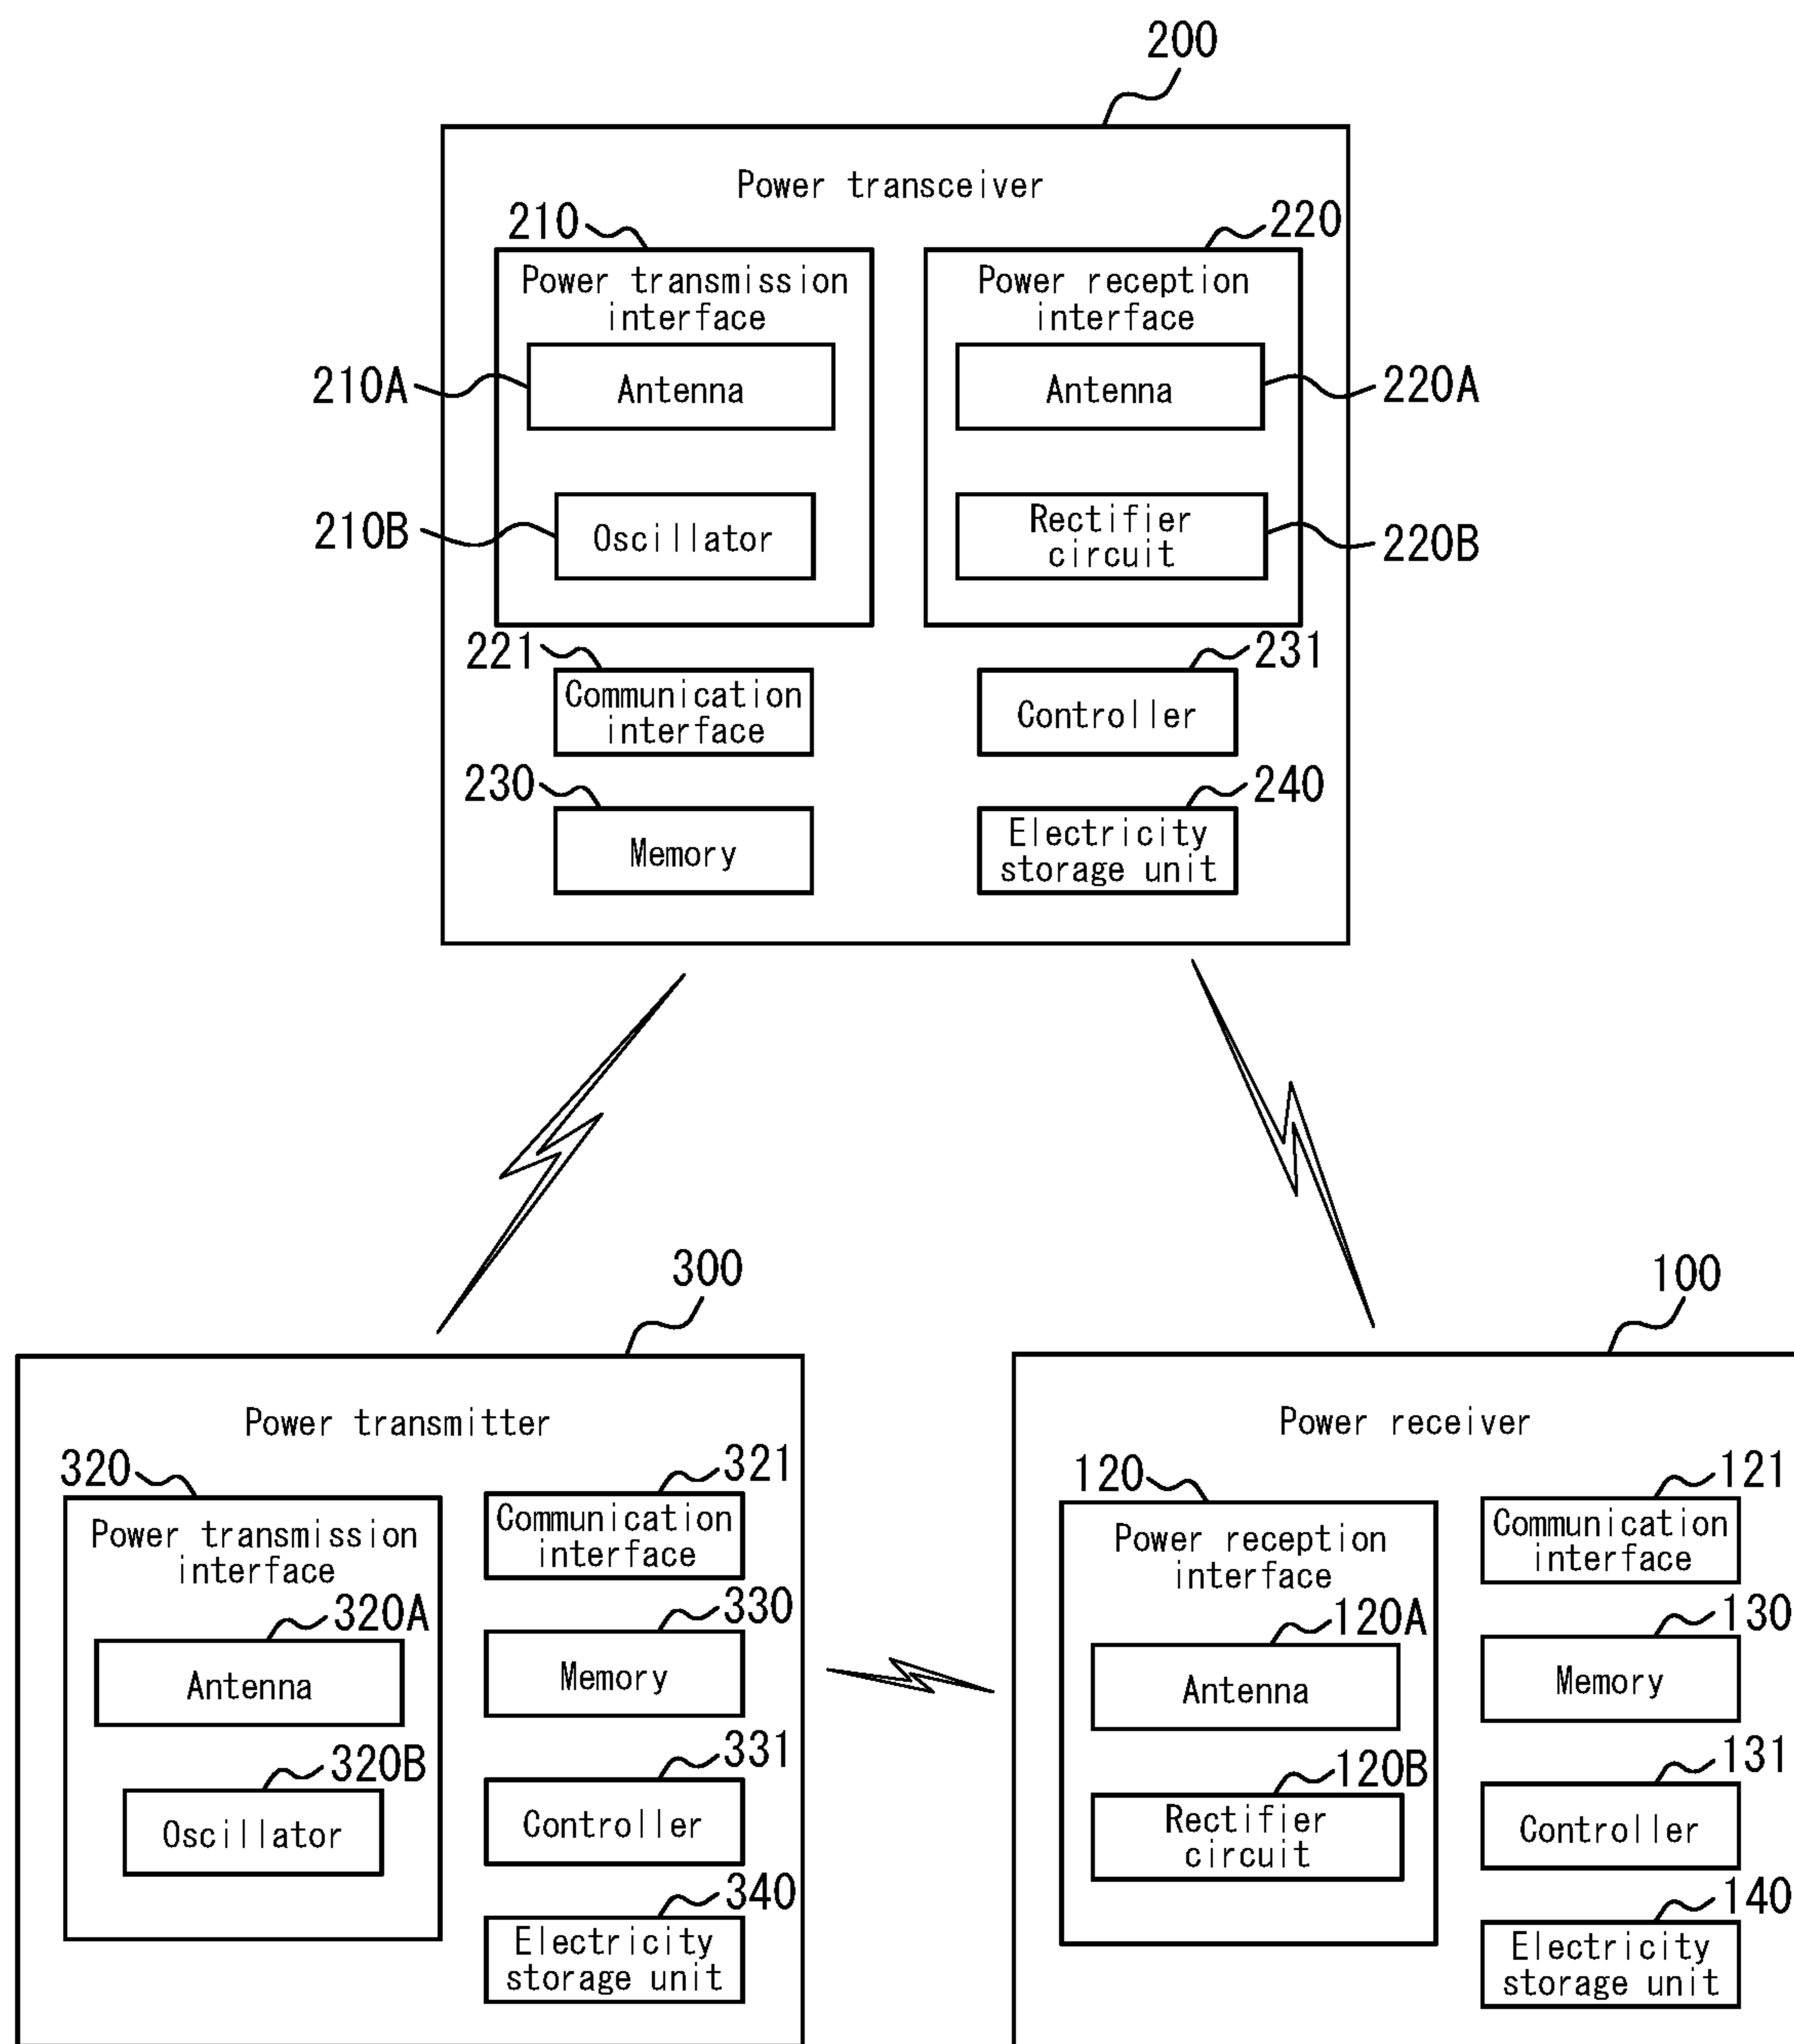 200
Power transceiver
210
220
Power transmission
interface
Power reception
interface
210A
Antenna
Antenna
220A
210B
Oscillator
Rectifier
circuit
220B
221
231
Communication
interface
Controller
230
240
Memory
Electricity
storage unit
300
100
Power transmitter
320
321
Power transmission
interface
Communication
interface
320A
330
Antenna
Memory
320B
331
Oscillator
Controller
340
Electricity
storage unit
Power receiver
120
121
Power reception
interface
Communication
interface
120A
130
Antenna
Memory
120B
131
Rectifier
circuit
Controller
140
Electricity
storage unit